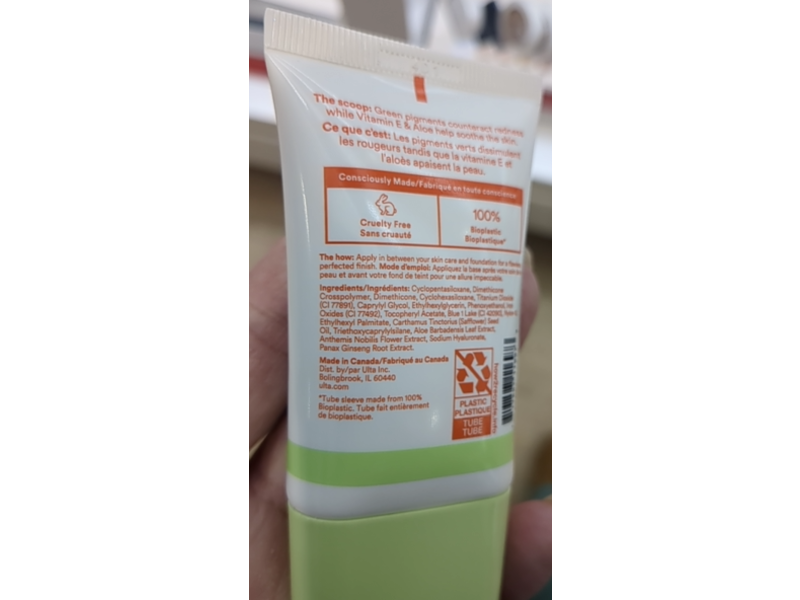 The scoop: Green pigments counteract redness
while Vitamin E & Aloe help soothe the skin.
Ce que c'est: Les pigments verts dissimulent
les rougeurs tandis que la vitamine E et
l'aloès apaisent la peau.
Consciously Made/Fabriqué en toute conscience
Cruelty Free
Sans cruauté
100%
Bioplastic
Bioplastique*
The how: Apply in between your skin care and foundation for a
perfected finish. Mode d'emploi: Appliquez la base après votre
peau et avant votre fond de teint pour une allure impeccable.
Ingredients/Ingrédients: Cyclopentasiloxane, Dimethicone
Crosspolymer, Dimethicone, Cyclohexasiloxane, Titanium Dioxide
(CI 77891), Caprylyl Glycol, Ethylhexylglycerin, Phenoxyethanol,
Oxides (CI 77492), Tocopheryl Acetate, Blue 1 Lake (CI 42090),
Ethylhexyl Palmitate, Carthamus Tinctorius (Safflower) Seed
Oil, Triethoxycaprylylsilane, Aloe Barbadensis Leaf Extract,
Anthemis Nobilis Flower Extract, Sodium Hyaluronate,
Panax Ginseng Root Extract.
Made in Canada/Fabriqué au Canada
Dist. by/par Ulta Inc.
Bolingbrook, IL 60440
ulta.com
*Tube sleeve made from 100%
Bioplastic. Tube fait entièrement
de bioplastique.
PLASTIC
PLASTIQUE
TUBE
TUBE
how2recycle.info